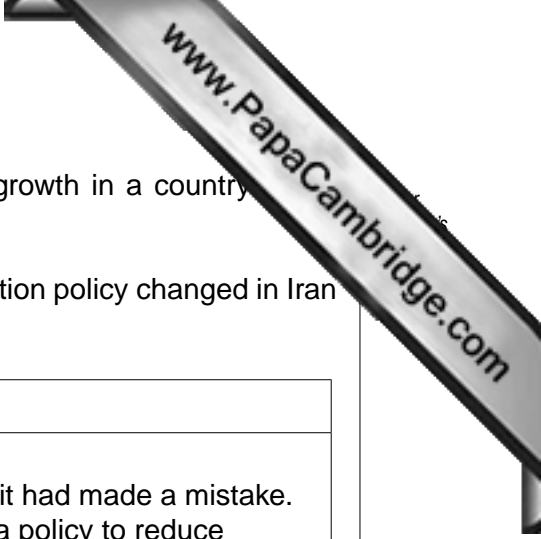 www.PapaCambridge.com
growth in a country
tion policy changed in Iran
it had made a mistake.
a policy to reduce